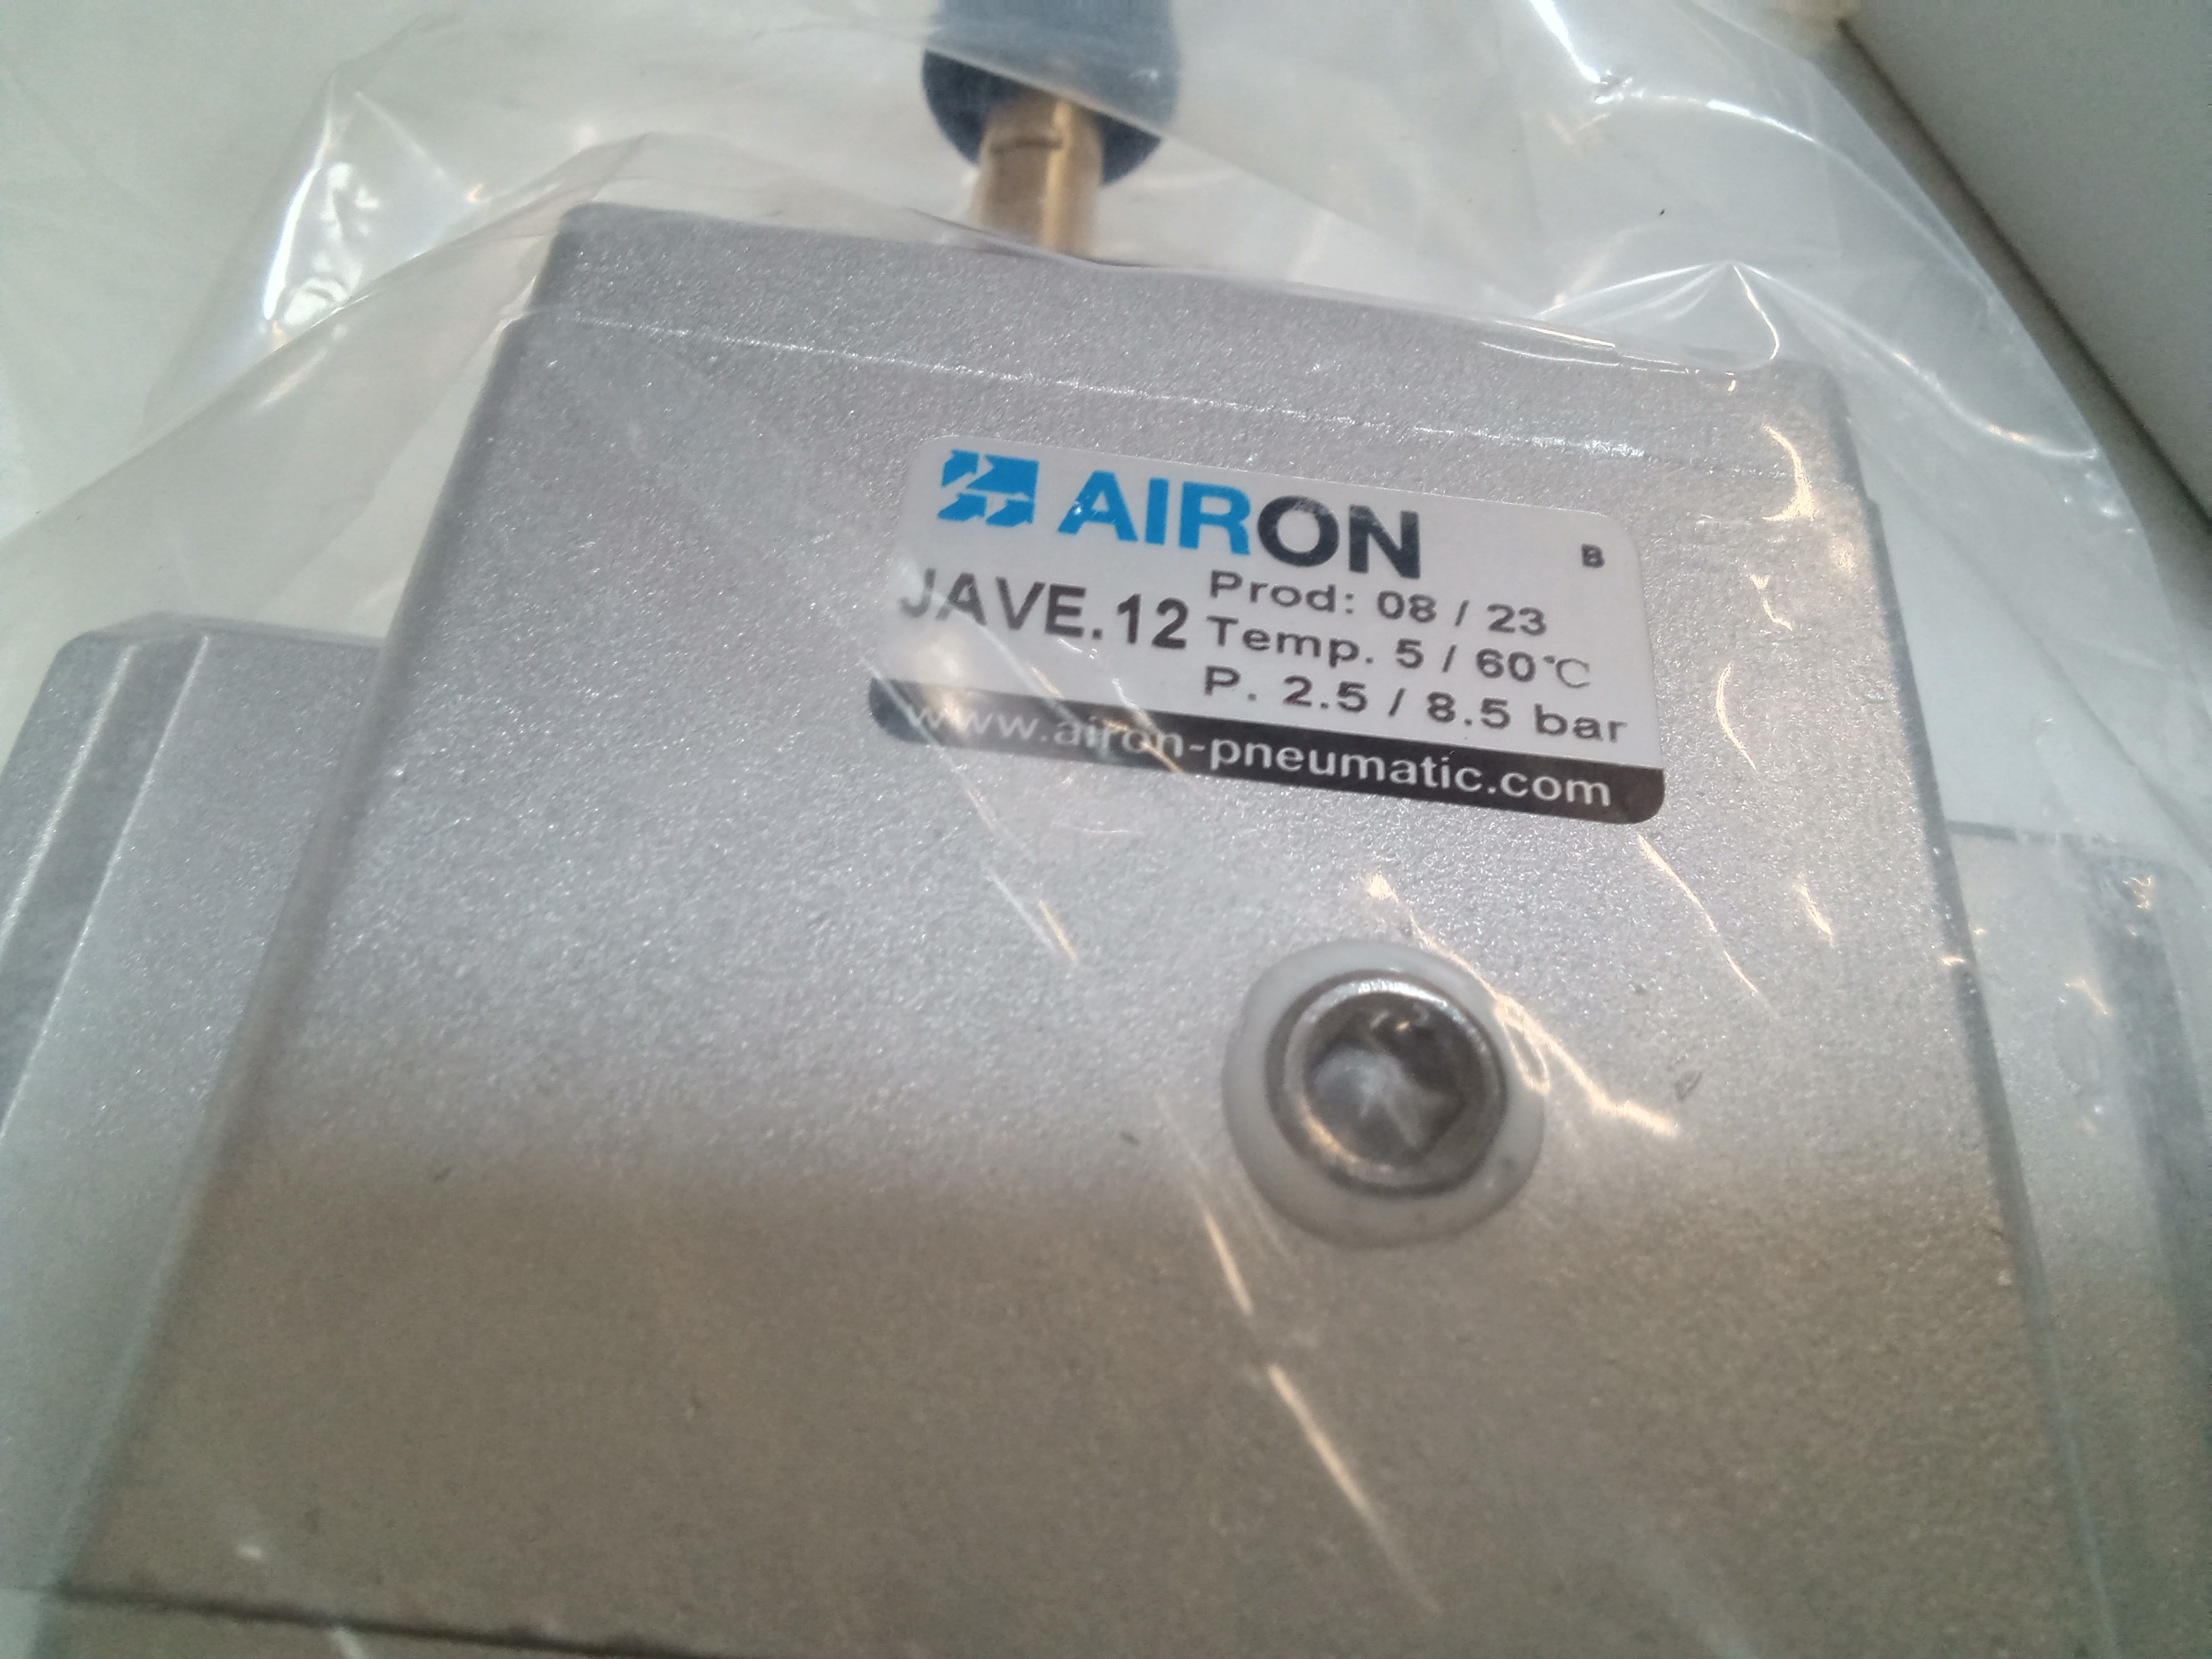 AIRON
B
JAVE.12
Prod: 08 / 23
Temp. 5 / 60°C
P. 2.5 / 8.5 bar
www.airon-pneumatic.com